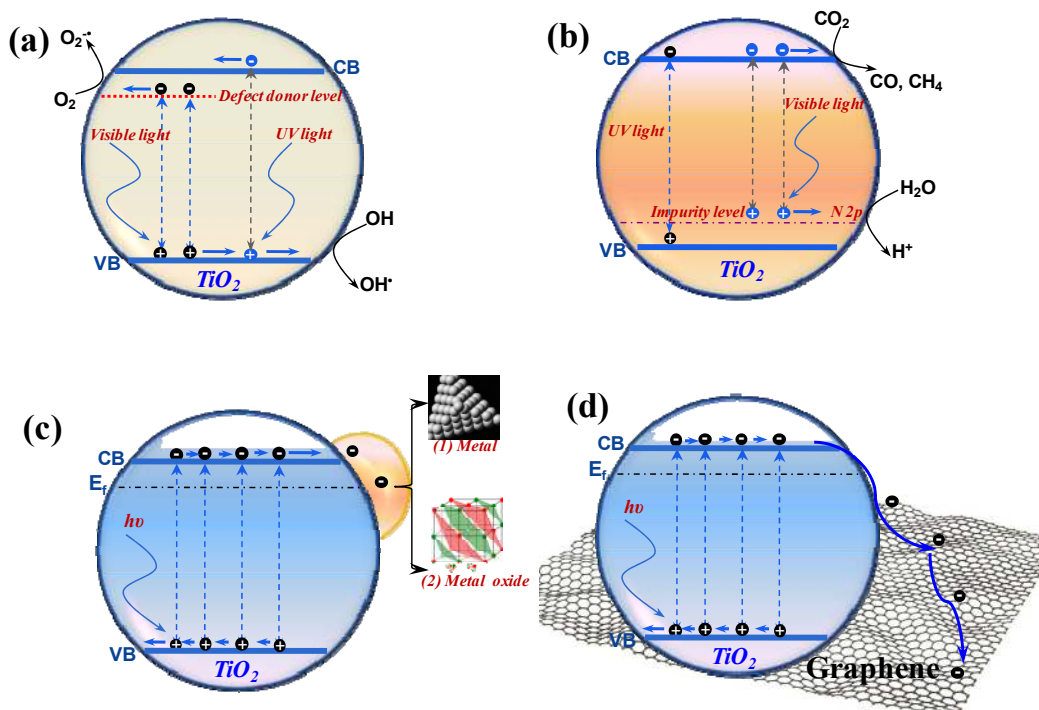 (a)
O₂⁻•
O₂
CB
Defect donor level
Visible light
UV light
OH
OH•
VB
TiO₂
(b)
CO₂
CB
CO, CH₄
Visible light
UV light
H₂O
Impurity level
N 2p
VB
H⁺
TiO₂
(c)
(1) Metal
CB
Ef
hυ
(2) Metal oxide
VB
TiO₂
(d)
CB
Ef
hυ
VB
TiO₂
Graphene